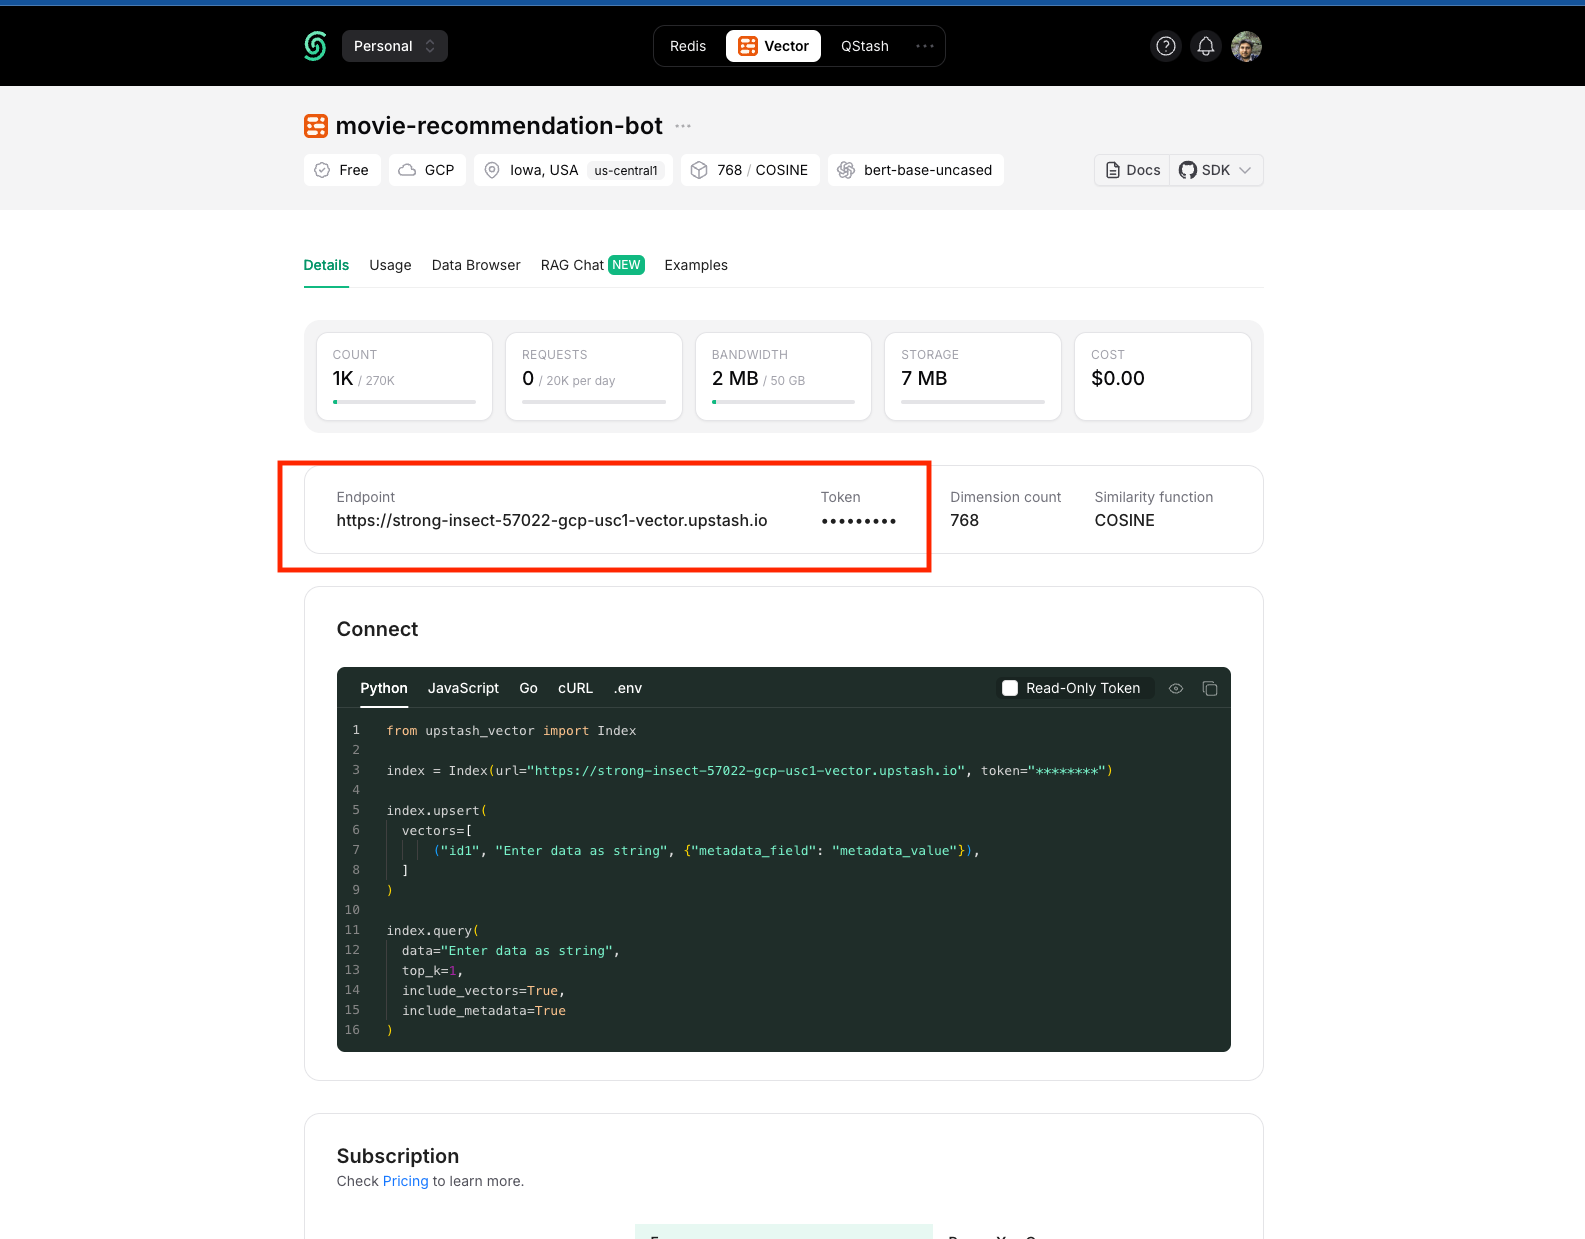 Personal
Redis
Vector
QStash
movie-recommendation-bot
Free
GCP
Iowa, USA us-central1
768 / COSINE
bert-base-uncased
Docs
SDK
Details
Usage
Data Browser
RAG Chat NEW
Examples
COUNT
1K / 270K
REQUESTS
0 / 20K per day
BANDWIDTH
2 MB / 50 GB
STORAGE
7 MB
COST
$0.00
Endpoint
https://strong-insect-57022-gcp-usc1-vector.upstash.io
Token
•••••••••
Dimension count
768
Similarity function
COSINE
Connect
Python
JavaScript
Go
cURL
.env
Read-Only Token
1 from upstash_vector import Index
2
3 index = Index(url="https://strong-insect-57022-gcp-usc1-vector.upstash.io", token="********")
4
5 index.upsert(
6 vectors=[
7 ("id1", "Enter data as string", {"metadata_field": "metadata_value"}),
8 ]
9 )
10
11 index.query(
12 data="Enter data as string",
13 top_k=1,
14 include_vectors=True,
15 include_metadata=True
16 )
Subscription
Check Pricing to learn more.